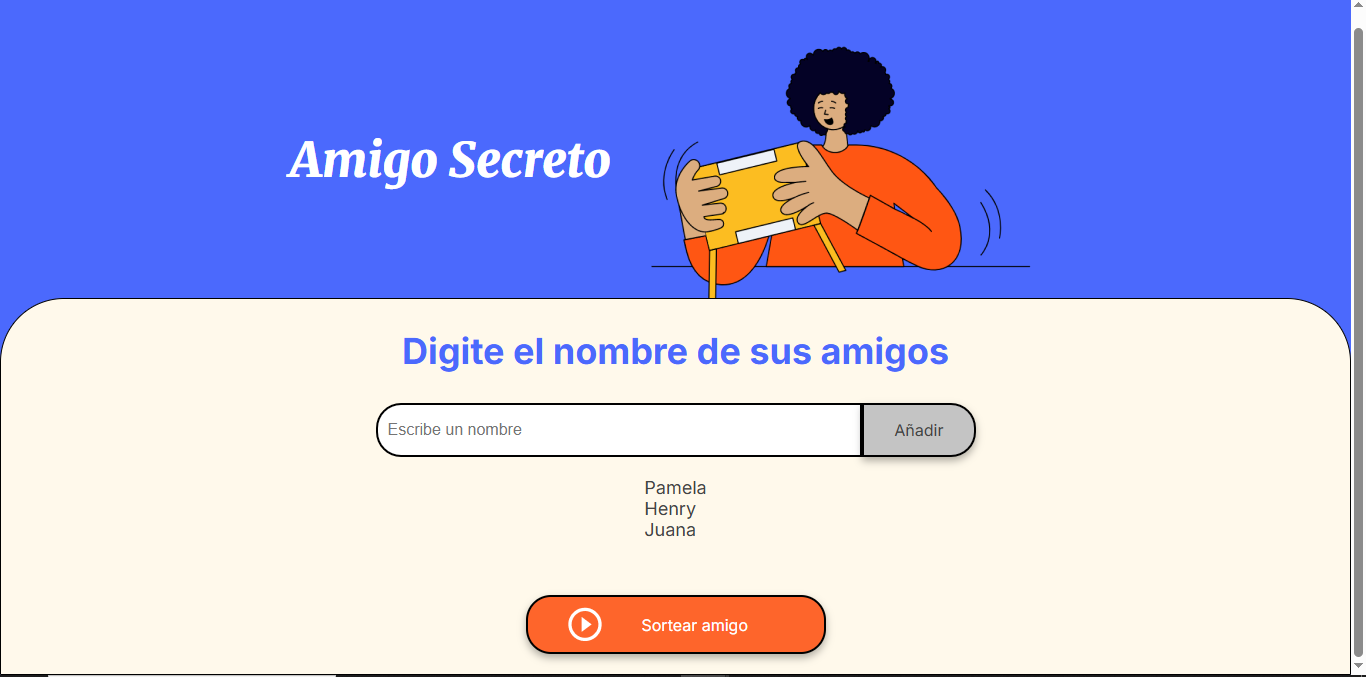 Amigo Secreto
Digite el nombre de sus amigos
Escribe un nombre
Añadir
Pamela
Henry
Juana
Sortear amigo